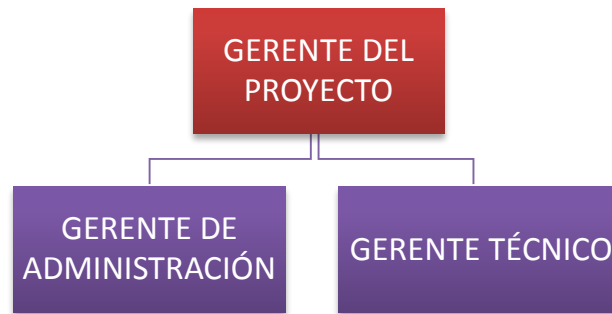 GERENTE DEL
PROYECTO
GERENTE DE
ADMINISTRACIÓN
GERENTE TÉCNICO